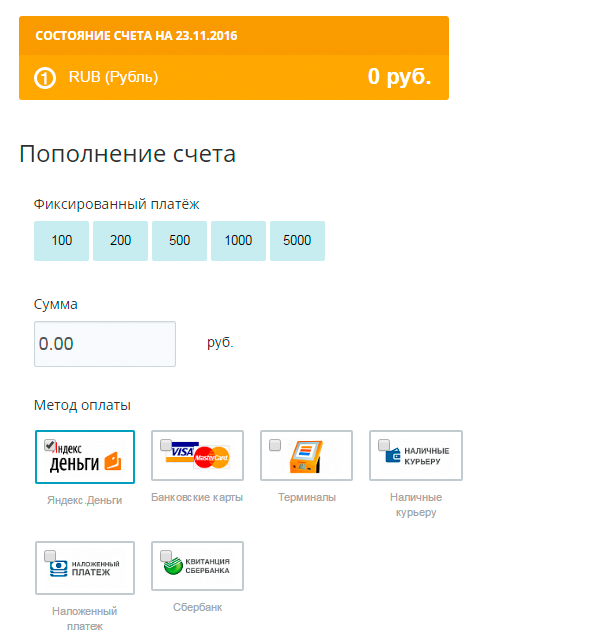 СОСТОЯНИЕ СЧЕТА НА 23.11.2016
1 RUB (Рубль) 0 руб.
Пополнение счета
Фиксированный платёж
100 200 500 1000 5000
Сумма
0.00 руб.
Метод оплаты
Яндекс
деньги
VISA MasterCard
НАЛИЧНЫЕ
КУРЬЕРУ
Яндекс.Деньги Банковские карты Терминалы Наличные
курьеру
НАЛОЖЕННЫЙ
ПЛАТЕЖ
КВИТАНЦИЯ
СБЕРБАНКА
Наложенный
платеж
Сбербанк